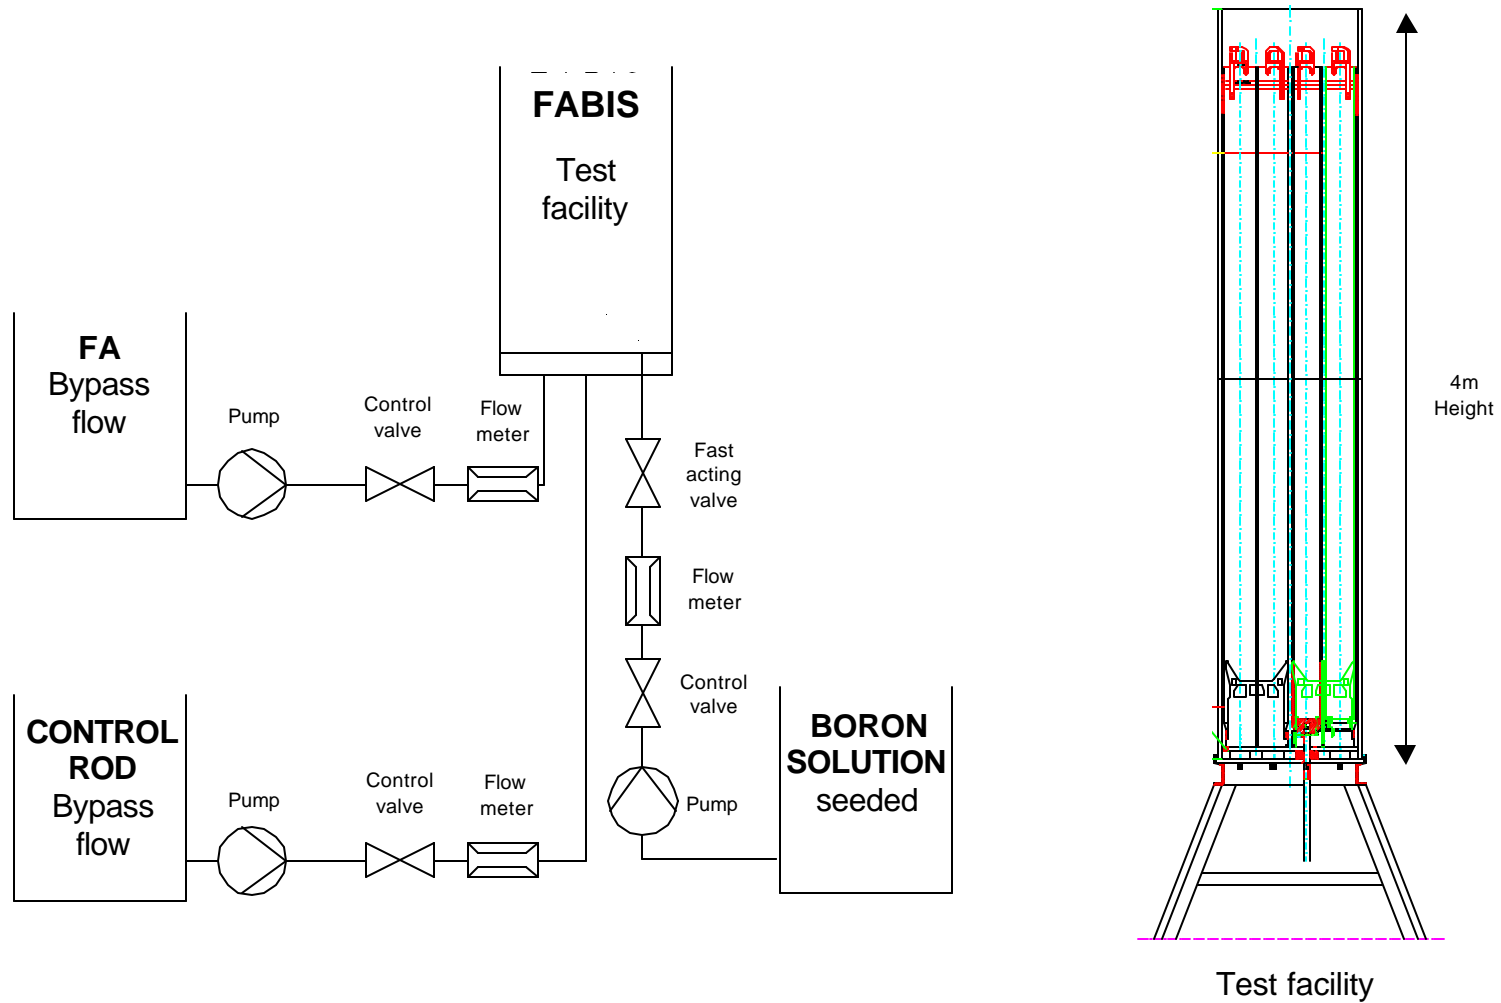 FABIS
Test
facility
FA
Bypass
flow
Pump
Control
valve
Flow
meter
Fast
acting
valve
Flow
meter
Control
valve
Pump
BORON
SOLUTION
seeded
CONTROL
ROD
Bypass
flow
Pump
Control
valve
Flow
meter
4m
Height
Test facility